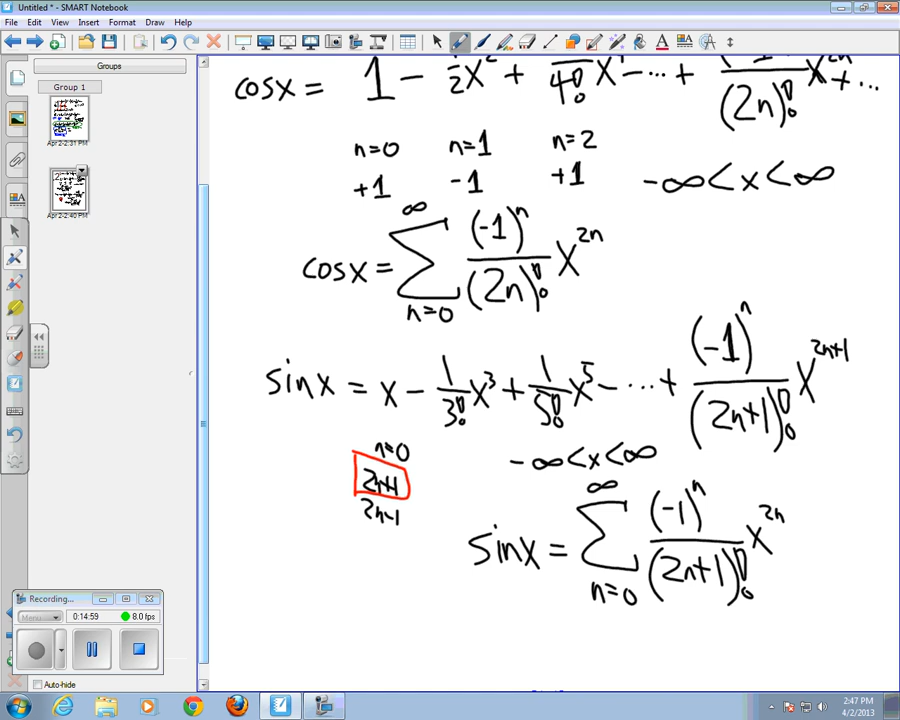 Untitled * - SMART Notebook
File Edit View Insert Format Draw Help
Groups
Group 1
Apr 2-2:31 PM
Apr 2-2:40 PM
cosx = 1 - 1/2 x² + 1/4! x⁴ - ... + (-1)ⁿ/(2n)! x²ⁿ + ...
n=0 n=1 n=2
+1 -1 +1 -∞<x<∞
cosx = ∑ n=0 ∞ (-1)ⁿ/(2n)! x²ⁿ
sinx = x - 1/3! x³ + 1/5! x⁵ - ... + (-1)ⁿ/(2n+1)! x²ⁿ⁺¹
n=0
-∞<x<∞
2n+1
2n-1
sinx = ∑ n=0 ∞ (-1)ⁿ/(2n+1)! x²ⁿ
Recording...
Menu
0:14:59 8.0 fps
Auto-hide
2:47 PM
4/2/2013